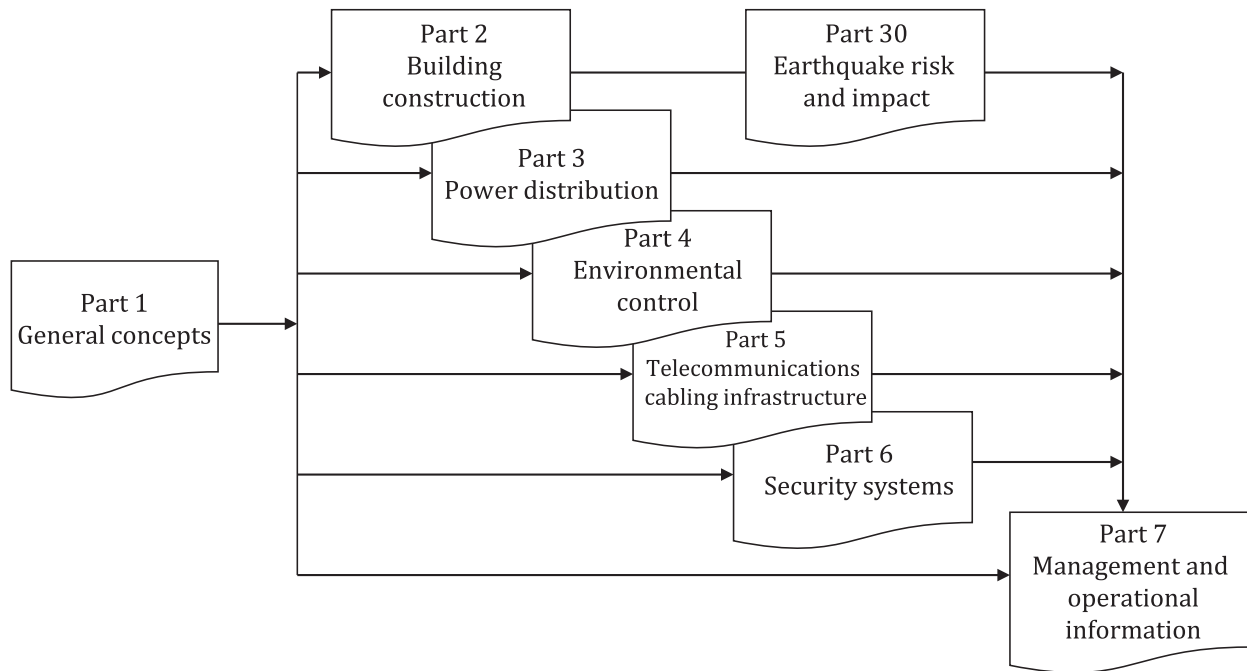 Part 2
Building
construction
Part 30
Earthquake risk
and impact
Part 3
Power distribution
Part 4
Environmental
control
Part 1
General concepts
Part 5
Telecommunications
cabling infrastructure
Part 6
Security systems
Part 7
Management and
operational
information